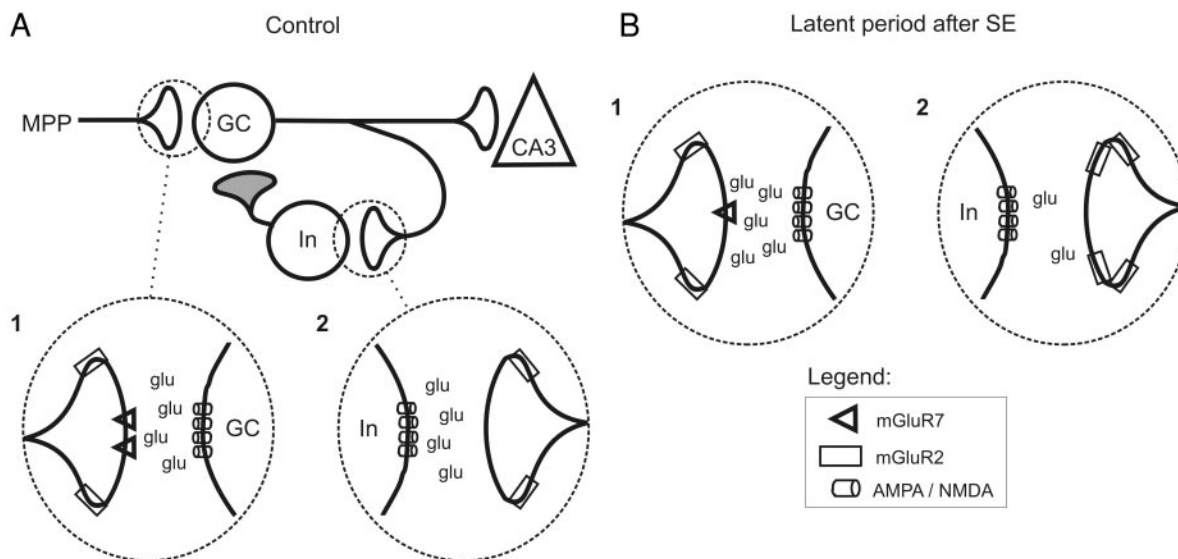 A
Control
MPP
GC
CA3
In
1
glu
glu
glu
glu
GC
2
In
glu
glu
glu
glu
B
Latent period after SE
1
glu
glu
glu
glu
glu
GC
2
In
glu
glu
Legend:
mGluR7
mGluR2
AMPA / NMDA